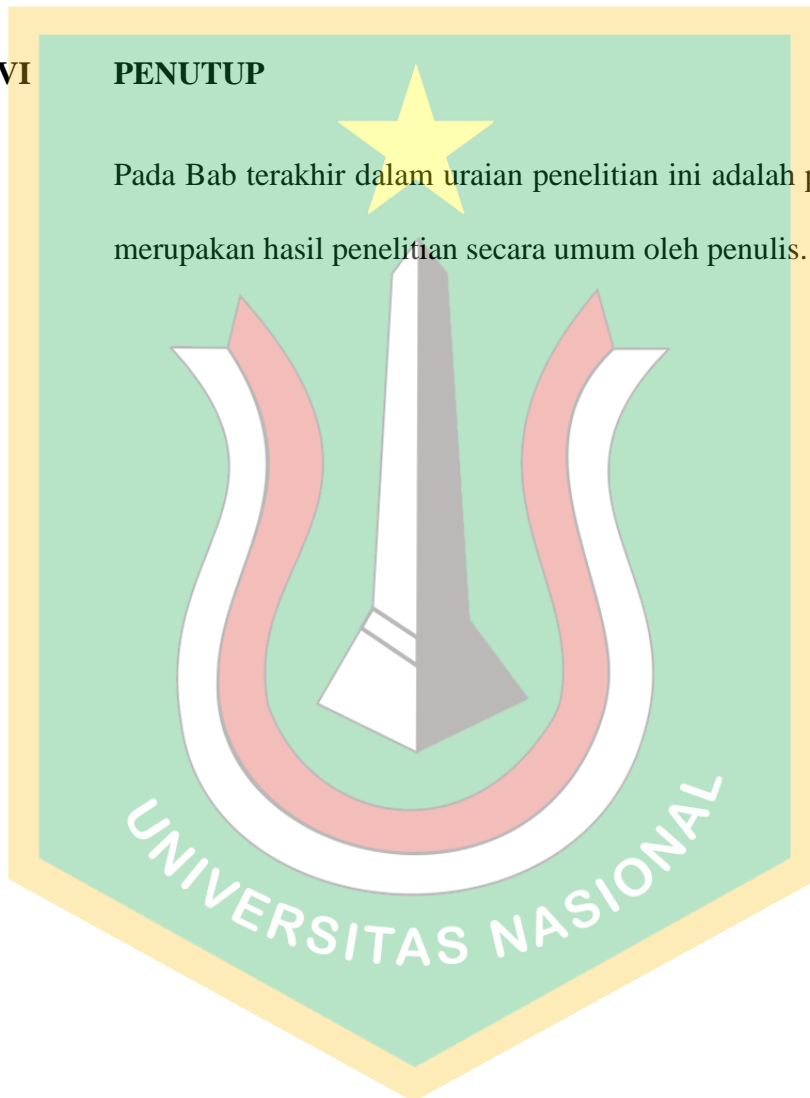 VI PENUTUP
Pada Bab terakhir dalam uraian penelitian ini adalah
merupakan hasil penelitian secara umum oleh penulis.
UNIVERSITAS NASIONAL